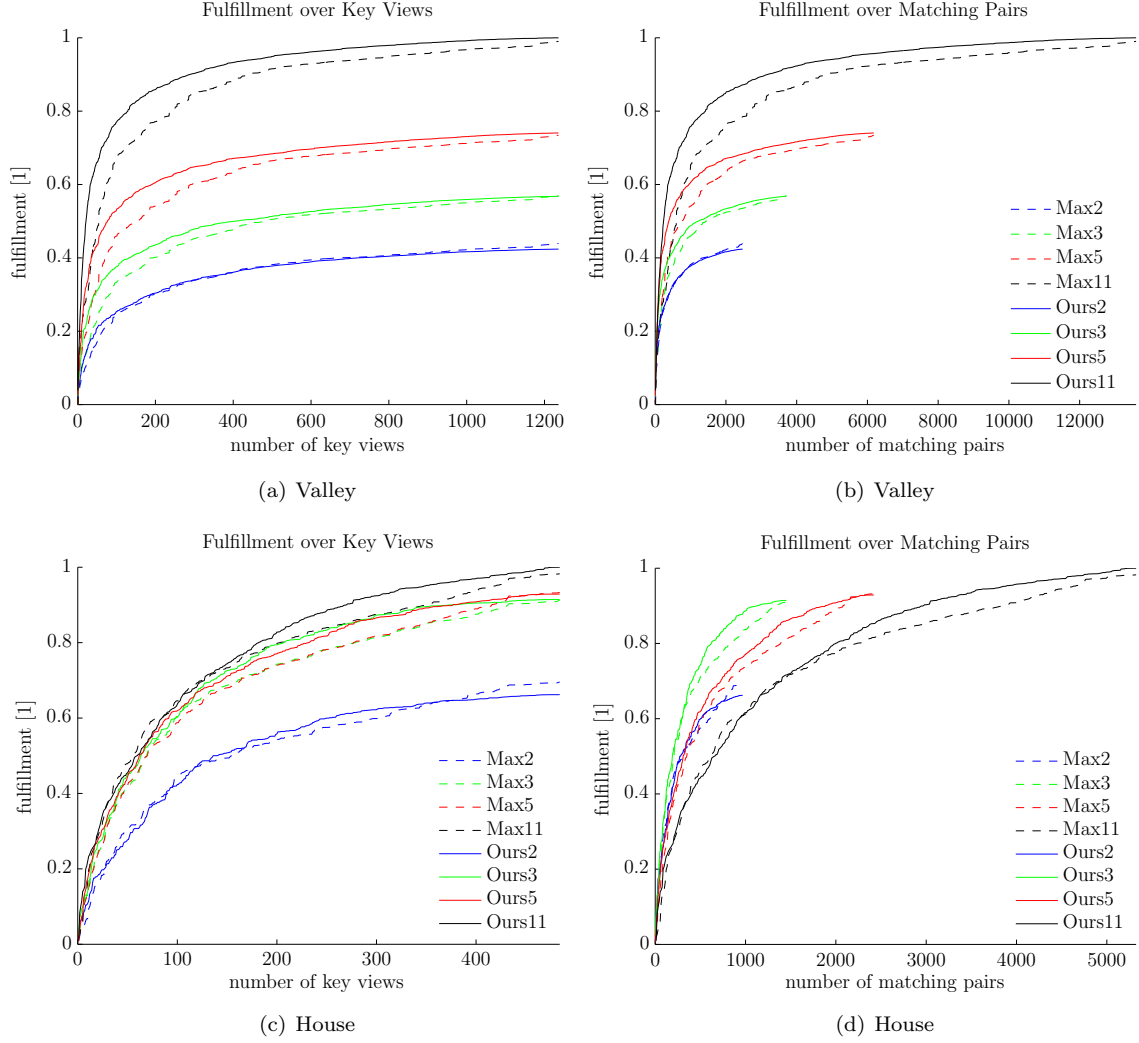 Fulfillment over Key Views
1
0.8
0.6
0.4
0.2
0
fulfillment [1]
0 200 400 600 800 1000 1200
number of key views
(a) Valley
Fulfillment over Matching Pairs
1
0.8
0.6
0.4
0.2
0
fulfillment [1]
Max2
Max3
Max5
Max11
Ours2
Ours3
Ours5
Ours11
0 2000 4000 6000 8000 10000 12000
number of matching pairs
(b) Valley
Fulfillment over Key Views
1
0.8
0.6
0.4
0.2
0
fulfillment [1]
Max2
Max3
Max5
Max11
Ours2
Ours3
Ours5
Ours11
0 100 200 300 400
number of key views
(c) House
Fulfillment over Matching Pairs
1
0.8
0.6
0.4
0.2
0
fulfillment [1]
Max2
Max3
Max5
Max11
Ours2
Ours3
Ours5
Ours11
0 1000 2000 3000 4000 5000
number of matching pairs
(d) House